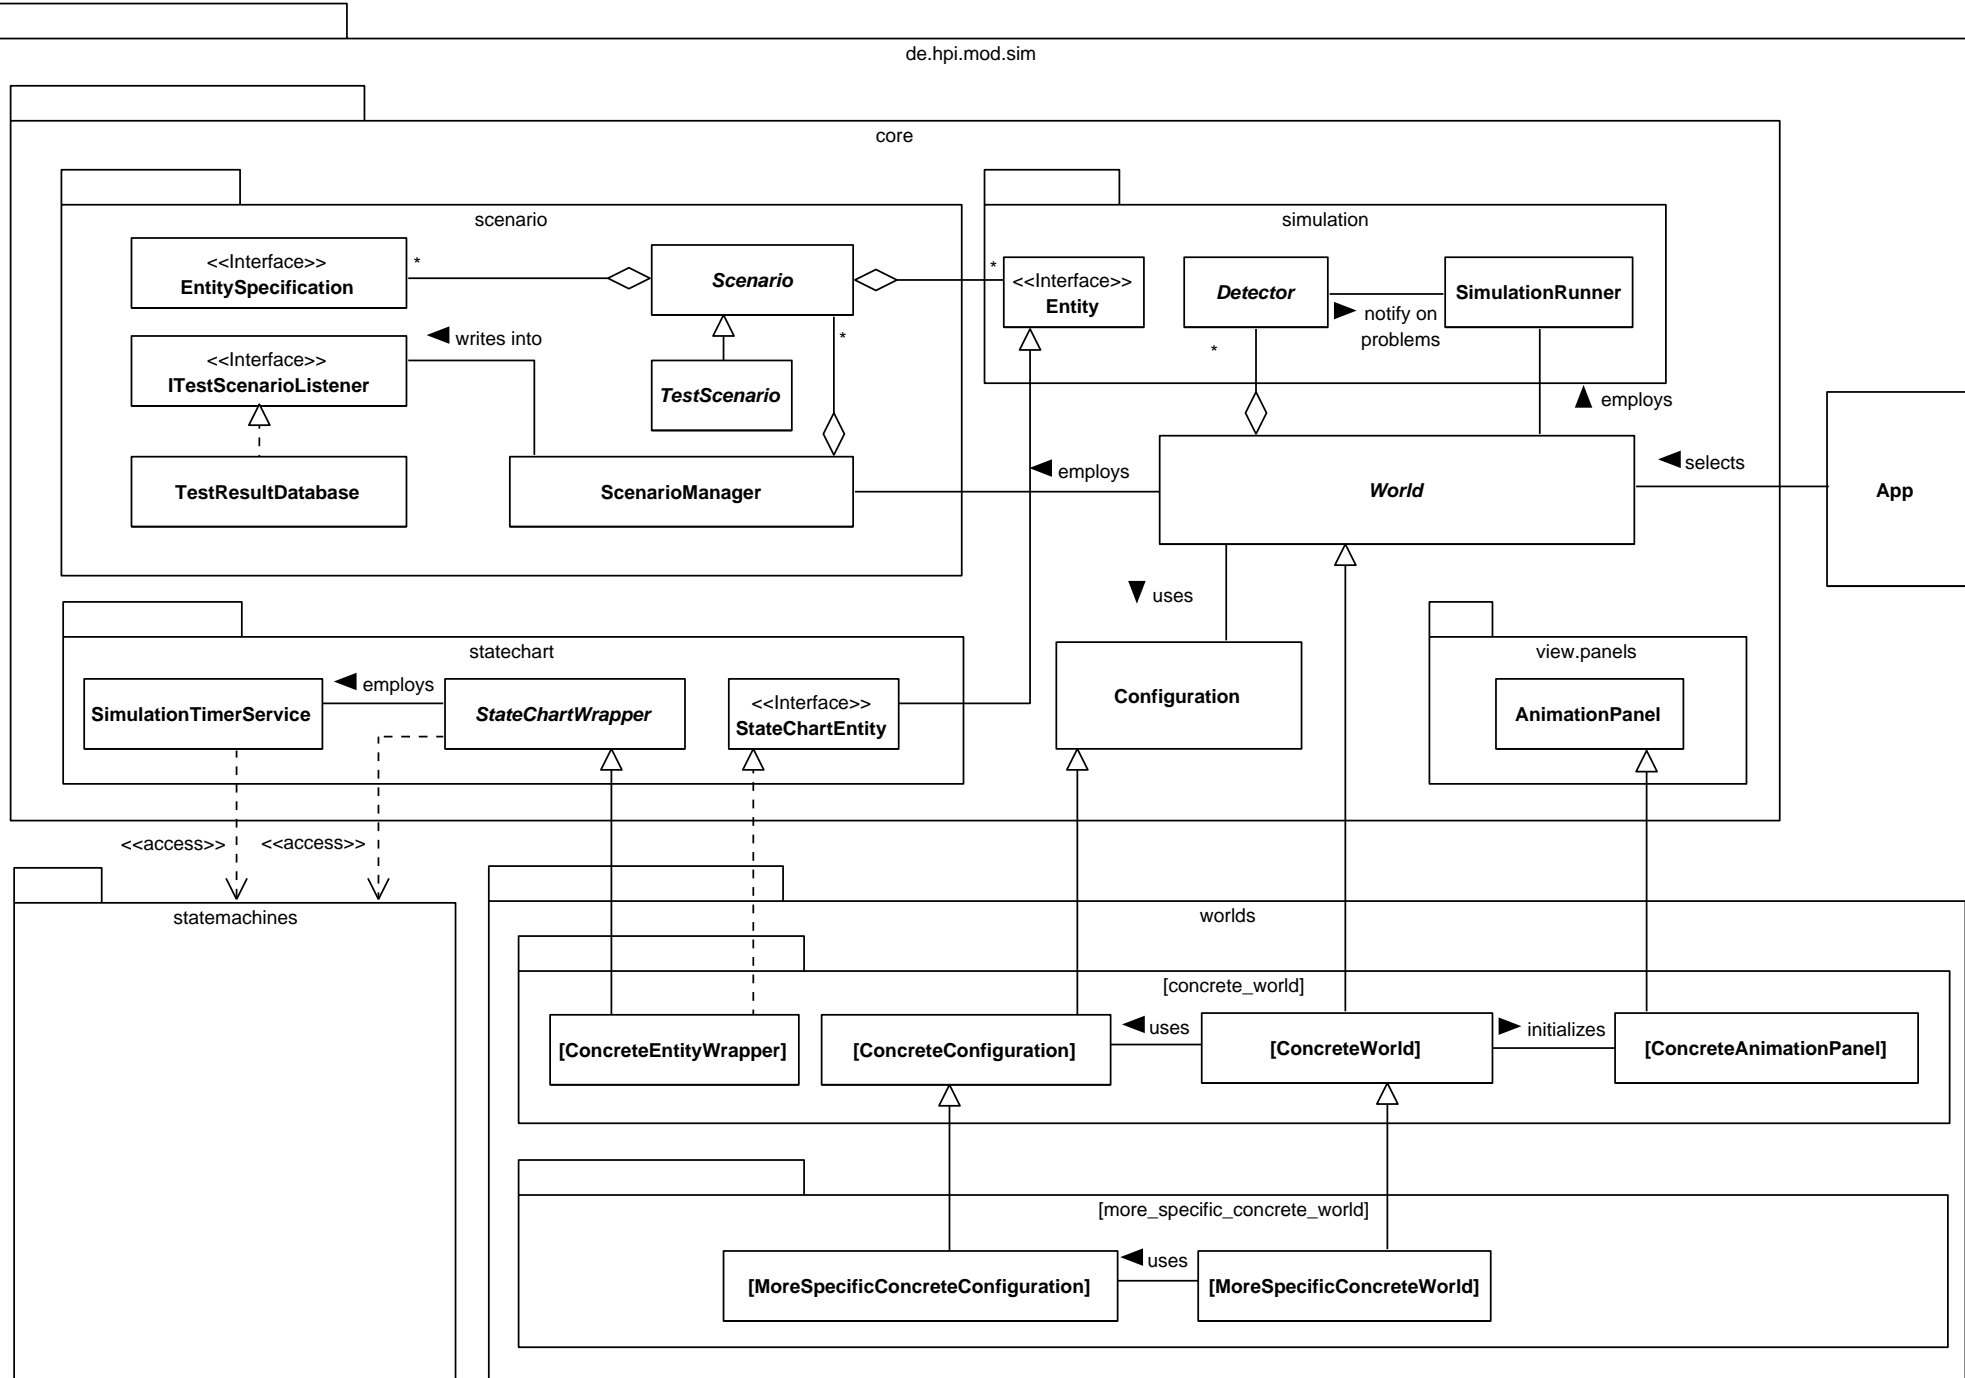 de.hpi.mod.sim
core
scenario
<<Interface>>
EntitySpecification
*
Scenario
writes into
<<Interface>>
ITestScenarioListener
*
TestScenario
TestResultDatabase
ScenarioManager
simulation
*
<<Interface>>
Entity
Detector
SimulationRunner
notify on
problems
*
employs
employs
World
selects
App
uses
statechart
employs
SimulationTimerService
StateChartWrapper
<<Interface>>
StateChartEntity
Configuration
view.panels
AnimationPanel
<<access>>
<<access>>
statemachines
worlds
[concrete_world]
[ConcreteEntityWrapper]
[ConcreteConfiguration]
uses
[ConcreteWorld]
initializes
[ConcreteAnimationPanel]
[more_specific_concrete_world]
[MoreSpecificConcreteConfiguration]
uses
[MoreSpecificConcreteWorld]